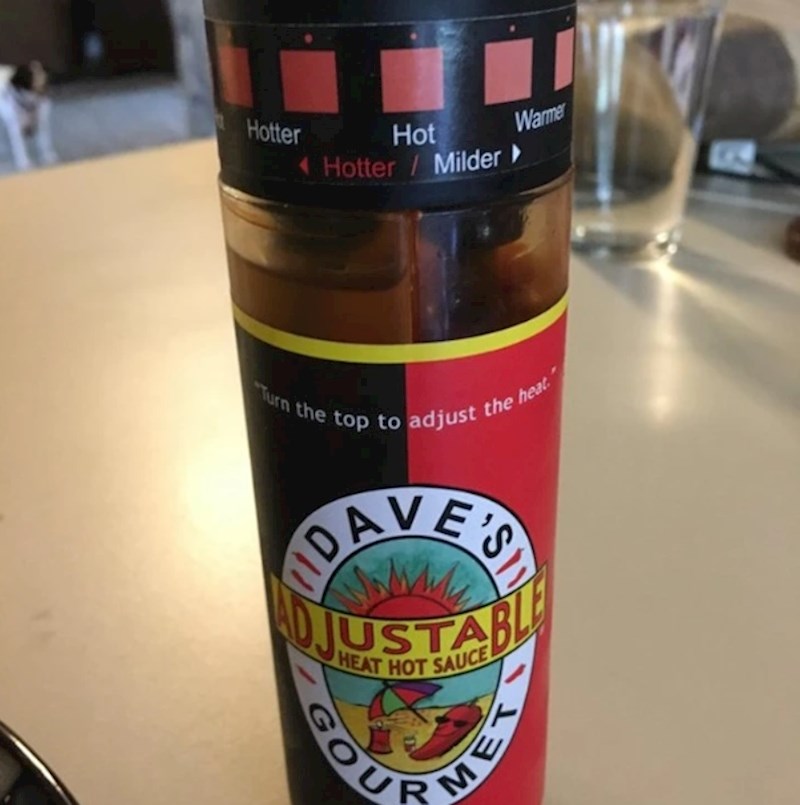 Hotter Hot Warmer
Hotter / Milder
"Turn the top to adjust the heat."
DAVE'S
ADJUSTABLE
HEAT HOT SAUCE
GOURMET